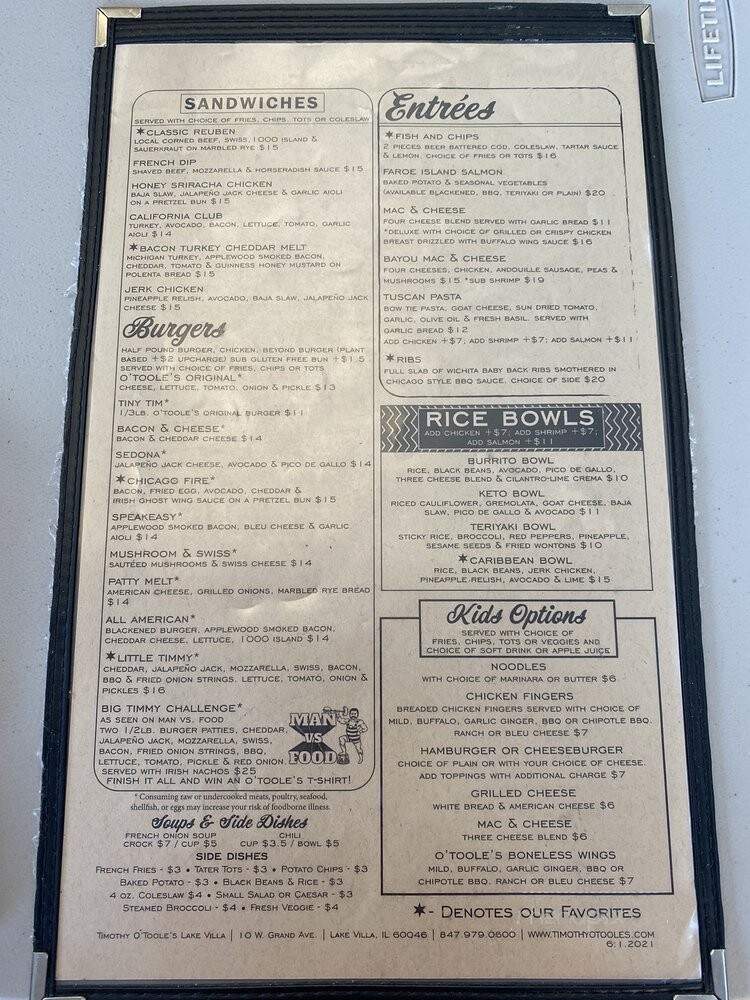 LIFETI
SANDWICHES
SERVED WITH CHOICE OF FRIES, CHIPS, TOTS OR COLESLAW
*CLASSIC REUBEN
LOCAL CORNED BEEF, SWISS, 1000 ISLAND &
SAUERKRAUT ON MARBLED RYE $15
FRENCH DIP
SHAVED BEEF, MOZZARELLA & HORSERADISH SAUCE $15
HONEY SRIRACHA CHICKEN
BAJA SLAW, JALAPEÑO JACK CHEESE & GARLIC AIOLI
ON A PRETZEL BUN $15
CALIFORNIA CLUB
TURKEY, AVOCADO, BACON, LETTUCE, TOMATO, GARLIC
AIOLI $14
*BACON TURKEY CHEDDAR MELT
MICHIGAN TURKEY, APPLEWOOD SMOKED BACON,
CHEDDAR, TOMATO & GUINNESS HONEY MUSTARD ON
POLENTA BREAD $15
JERK CHICKEN
PINEAPPLE RELISH, AVOCADO, BAJA SLAW, JALAPEÑO JACK
CHEESE $15
Burgers
HALF POUND BURGER, CHICKEN, BEYOND BURGER (PLANT
BASED +$2 UPCHARGE) SUB GLUTEN FREE BUN +$1.5
SERVED WITH CHOICE OF FRIES, CHIPS OR TOTS
O'TOOLE'S ORIGINAL*
CHEESE, LETTUCE, TOMATO, ONION & PICKLE $13
TINY TIM*
1/3LB. O'TOOLE'S ORIGINAL BURGER $11
BACON & CHEESE*
BACON & CHEDDAR CHEESE $14
SEDONA*
JALAPEÑO JACK CHEESE, AVOCADO & PICO DE GALLO $14
*CHICAGO FIRE*
BACON, FRIED EGG, AVOCADO, CHEDDAR &
IRISH GHOST WING SAUCE ON A PRETZEL BUN $15
SPEAKEASY*
APPLEWOOD SMOKED BACON, BLEU CHEESE & GARLIC
AIOLI $14
MUSHROOM & SWISS*
SAUTÉED MUSHROOMS & SWISS CHEESE $14
PATTY MELT*
AMERICAN CHEESE, GRILLED ONIONS, MARBLED RYE BREAD
$14
ALL AMERICAN*
BLACKENED BURGER, APPLEWOOD SMOKED BACON,
CHEDDAR CHEESE, LETTUCE, 1000 ISLAND $14
*LITTLE TIMMY*
CHEDDAR, JALAPEÑO JACK, MOZZARELLA, SWISS, BACON,
BBQ & FRIED ONION STRINGS, LETTUCE, TOMATO, ONION &
PICKLES $16
BIG TIMMY CHALLENGE*
AS SEEN ON MAN VS. FOOD
TWO 1/2LB. BURGER PATTIES, CHEDDAR,
JALAPEÑO JACK, MOZZARELLA, SWISS,
BACON, FRIED ONION STRINGS, BBQ,
LETTUCE, TOMATO, PICKLE & RED ONION.
SERVED WITH IRISH NACHOS $25
FINISH IT ALL AND WIN AN O'TOOLE'S T-SHIRT!
MAN
VS.
FOOD
* Consuming raw or undercooked meats, poultry, seafood,
shellfish, or eggs may increase your risk of foodborne illness.
Soups & Side Dishes
FRENCH ONION SOUP
CROCK $7 / CUP $5
CHILI
CUP $3.5 / BOWL $5
SIDE DISHES
FRENCH FRIES - $3 • TATER TOTS - $3 • POTATO CHIPS - $3
BAKED POTATO - $3 • BLACK BEANS & RICE - $3
4 OZ. COLESLAW $4 • SMALL SALAD OR CAESAR - $3
STEAMED BROCCOLI - $4 • FRESH VEGGIE - $4
Entrées
*FISH AND CHIPS
2 PIECES BEER BATTERED COD, COLESLAW, TARTAR SAUCE
& LEMON, CHOICE OF FRIES OR TOTS $16
FAROE ISLAND SALMON
BAKED POTATO & SEASONAL VEGETABLES
(AVAILABLE BLACKENED, BBQ, TERIYAKI OR PLAIN) $20
MAC & CHEESE
FOUR CHEESE BLEND SERVED WITH GARLIC BREAD $11
*DELUXE WITH CHOICE OF GRILLED OR CRISPY CHICKEN
BREAST DRIZZLED WITH BUFFALO WING SAUCE $16
BAYOU MAC & CHEESE
FOUR CHEESES, CHICKEN, ANDOUILLE SAUSAGE, PEAS &
MUSHROOMS $15 *SUB SHRIMP $19
TUSCAN PASTA
BOW TIE PASTA, GOAT CHEESE, SUN DRIED TOMATO,
GARLIC, OLIVE OIL & FRESH BASIL. SERVED WITH
GARLIC BREAD $12
ADD CHICKEN +$7; ADD SHRIMP +$7; ADD SALMON +$11
*RIBS
FULL SLAB OF WICHITA BABY BACK RIBS SMOTHERED IN
CHICAGO STYLE BBQ SAUCE. CHOICE OF SIDE $20
RICE BOWLS
ADD CHICKEN +$7; ADD SHRIMP +$7;
ADD SALMON +$11
BURRITO BOWL
RICE, BLACK BEANS, AVOCADO, PICO DE GALLO,
THREE CHEESE BLEND & CILANTRO-LIME CREMA $10
KETO BOWL
RICED CAULIFLOWER, GREMOLATA, GOAT CHEESE, BAJA
SLAW, PICO DE GALLO & AVOCADO $11
TERIYAKI BOWL
STICKY RICE, BROCCOLI, RED PEPPERS, PINEAPPLE,
SESAME SEEDS & FRIED WONTONS $10
*CARIBBEAN BOWL
RICE, BLACK BEANS, JERK CHICKEN,
PINEAPPLE RELISH, AVOCADO & LIME $15
Kids Options
SERVED WITH CHOICE OF
FRIES, CHIPS, TOTS OR VEGGIES AND
CHOICE OF SOFT DRINK OR APPLE JUICE
NOODLES
WITH CHOICE OF MARINARA OR BUTTER $6
CHICKEN FINGERS
BREADED CHICKEN FINGERS SERVED WITH CHOICE OF
MILD, BUFFALO, GARLIC GINGER, BBQ OR CHIPOTLE BBQ.
RANCH OR BLEU CHEESE $7
HAMBURGER OR CHEESEBURGER
CHOICE OF PLAIN OR WITH YOUR CHOICE OF CHEESE.
ADD TOPPINGS WITH ADDITIONAL CHARGE $7
GRILLED CHEESE
WHITE BREAD & AMERICAN CHEESE $6
MAC & CHEESE
THREE CHEESE BLEND $6
O'TOOLE'S BONELESS WINGS
MILD, BUFFALO, GARLIC GINGER, BBQ OR
CHIPOTLE BBQ. RANCH OR BLEU CHEESE $7
*- DENOTES OUR FAVORITES
TIMOTHY O'TOOLE'S LAKE VILLA | 10 W. GRAND AVE. | LAKE VILLA, IL 60046 | 847.979.0600 | WWW.TIMOTHYOTOOLES.COM
6.1.2021